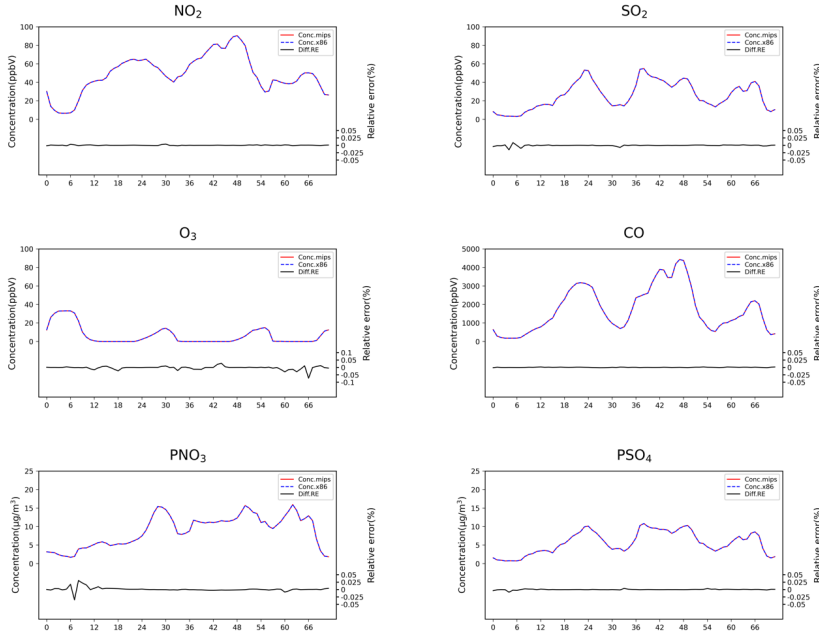 NO2
Concentration(ppbV)
100
80
60
40
20
0
Conc.mips
Conc.x86
Diff.RE
Relative error(%)
0.05
0.025
0
-0.025
-0.05
0 6 12 18 24 30 36 42 48 54 60 66
SO2
Concentration(ppbV)
100
80
60
40
20
0
Conc.mips
Conc.x86
Diff.RE
Relative error(%)
0.05
0.025
0
-0.025
-0.05
0 6 12 18 24 30 36 42 48 54 60 66
O3
Concentration(ppbV)
100
80
60
40
20
0
Conc.mips
Conc.x86
Diff.RE
Relative error(%)
0.1
0.05
0
-0.05
-0.1
0 6 12 18 24 30 36 42 48 54 60 66
CO
Concentration(ppbV)
5000
4000
3000
2000
1000
0
Conc.mips
Conc.x86
Diff.RE
Relative error(%)
0.05
0.025
0
-0.025
-0.05
0 6 12 18 24 30 36 42 48 54 60 66
PNO3
Concentration(μg/m3)
25
20
15
10
5
0
Conc.mips
Conc.x86
Diff.RE
Relative error(%)
0.05
0.025
0
-0.025
-0.05
0 6 12 18 24 30 36 42 48 54 60 66
PSO4
Concentration(μg/m3)
25
20
15
10
5
0
Conc.mips
Conc.x86
Diff.RE
Relative error(%)
0.05
0.025
0
-0.025
-0.05
0 6 12 18 24 30 36 42 48 54 60 66